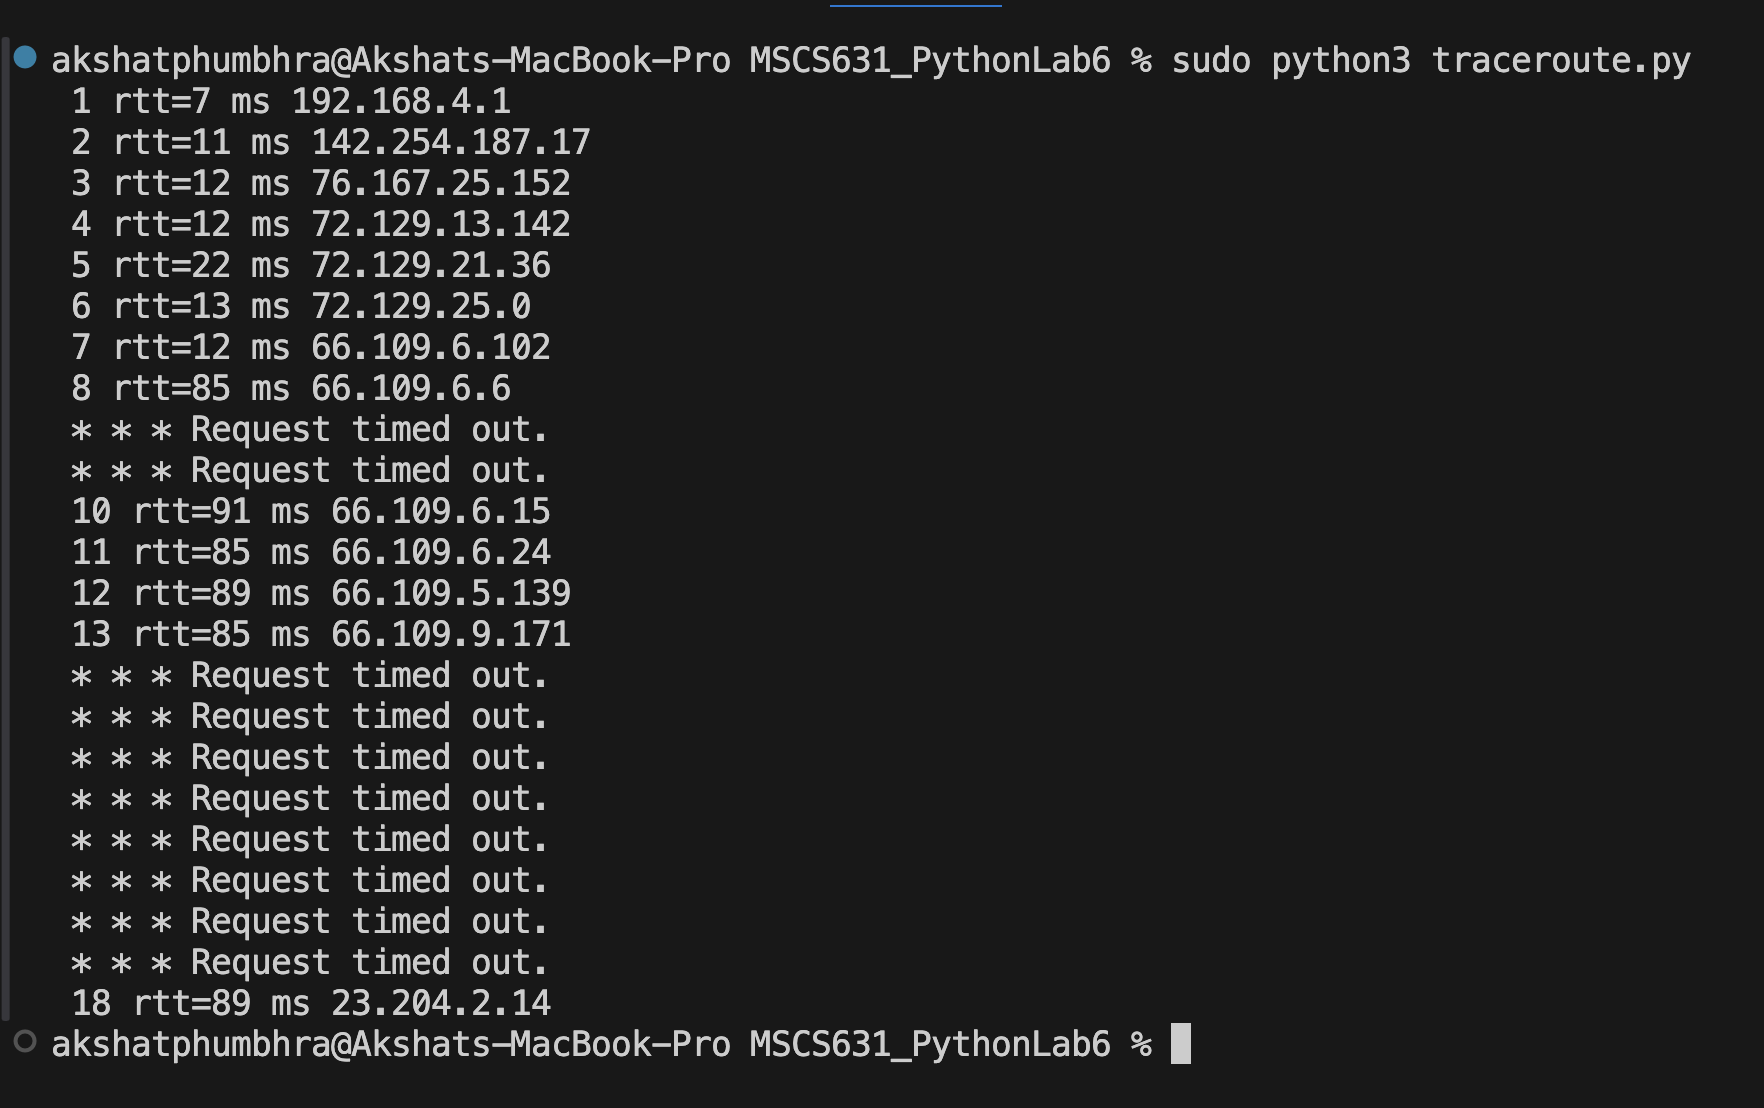 akshatphumbhra@Akshats-MacBook-Pro MSCS631_PythonLab6 % sudo python3 traceroute.py
1 rtt=7 ms 192.168.4.1
2 rtt=11 ms 142.254.187.17
3 rtt=12 ms 76.167.25.152
4 rtt=12 ms 72.129.13.142
5 rtt=22 ms 72.129.21.36
6 rtt=13 ms 72.129.25.0
7 rtt=12 ms 66.109.6.102
8 rtt=85 ms 66.109.6.6
* * * Request timed out.
* * * Request timed out.
10 rtt=91 ms 66.109.6.15
11 rtt=85 ms 66.109.6.24
12 rtt=89 ms 66.109.5.139
13 rtt=85 ms 66.109.9.171
* * * Request timed out.
* * * Request timed out.
* * * Request timed out.
* * * Request timed out.
* * * Request timed out.
* * * Request timed out.
* * * Request timed out.
* * * Request timed out.
18 rtt=89 ms 23.204.2.14
akshatphumbhra@Akshats-MacBook-Pro MSCS631_PythonLab6 %